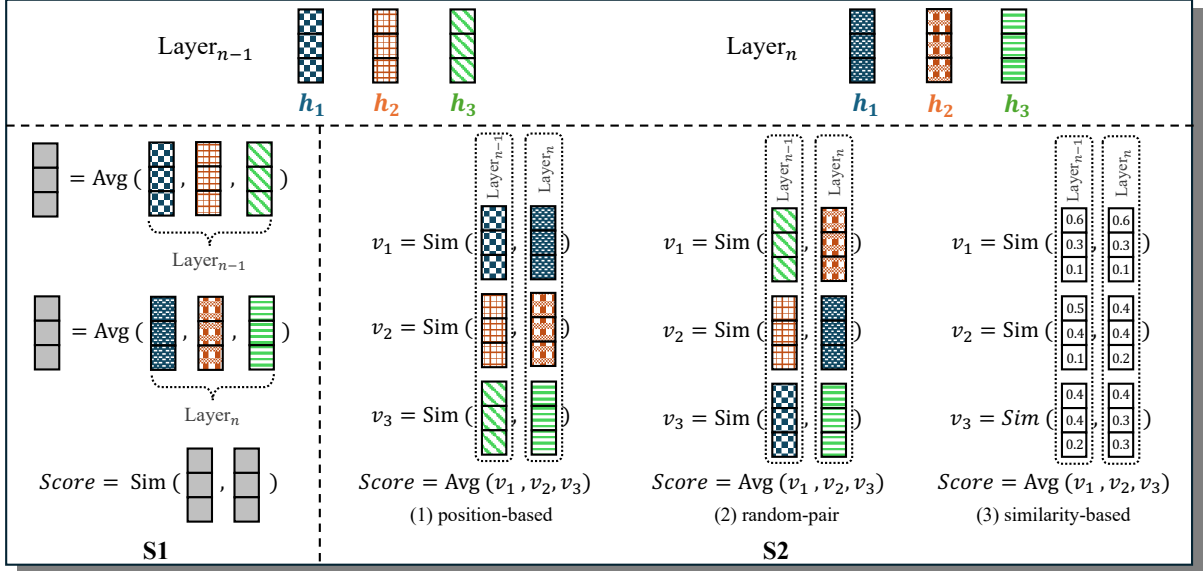 Layer_{n-1}
h_1 h_2 h_3
Layer_n
h_1 h_2 h_3
= Avg ( , , )
Layer_{n-1}
= Avg ( , , )
Layer_n
Score = Sim ( , )
S1
Layer_{n-1} Layer_n
v_1 = Sim ( , )
v_2 = Sim ( , )
v_3 = Sim ( , )
Score = Avg (v_1 , v_2, v_3)
(1) position-based
Layer_{n-1} Layer_n
v_1 = Sim ( , )
v_2 = Sim ( , )
v_3 = Sim ( , )
Score = Avg (v_1 , v_2, v_3)
(2) random-pair
Layer_{n-1} Layer_n
0.6 0.6
v_1 = Sim ( 0.3 , 0.3 )
0.1 0.1
0.5 0.4
v_2 = Sim ( 0.4 , 0.4 )
0.1 0.2
0.4 0.4
v_3 = Sim ( 0.4 , 0.3 )
0.2 0.3
Score = Avg (v_1 , v_2, v_3)
(3) similarity-based
S2